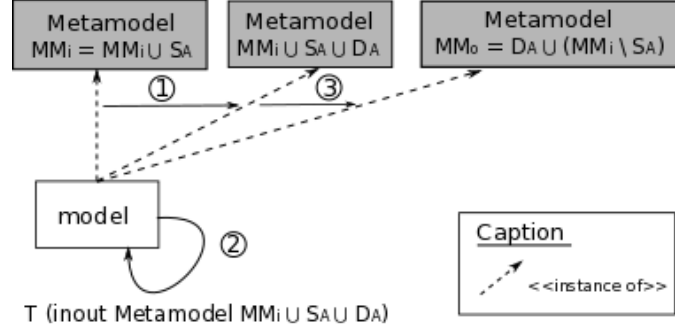 Metamodel
MMi = MMi ∪ SA
Metamodel
MMi ∪ SA ∪ DA
Metamodel
MMo = DA ∪ (MMi \ SA)
①
③
model
②
T (inout Metamodel MMi ∪ SA ∪ DA)
Caption
<<instance of>>